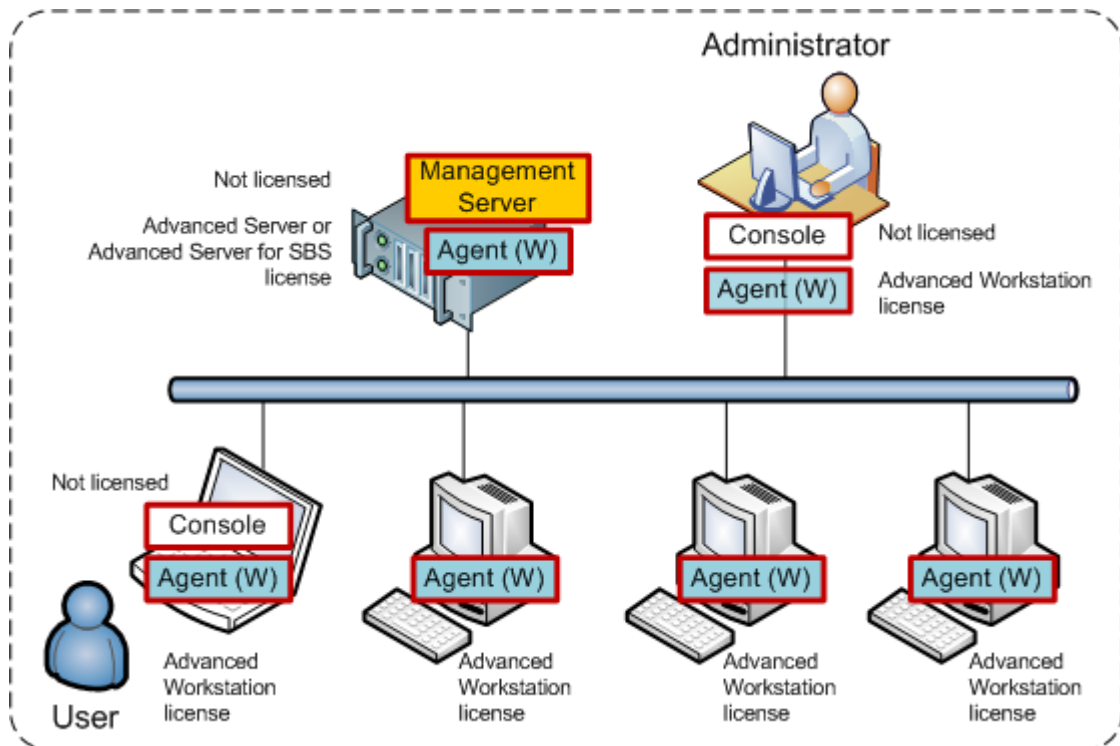 Administrator
Not licensed
Management
Server
Advanced Server or
Advanced Server for SBS
license
Agent (W)
Console
Not licensed
Agent (W)
Advanced Workstation
license
Not licensed
Console
Agent (W)
Agent (W)
Agent (W)
Agent (W)
User
Advanced
Workstation
license
Advanced
Workstation
license
Advanced
Workstation
license
Advanced
Workstation
license